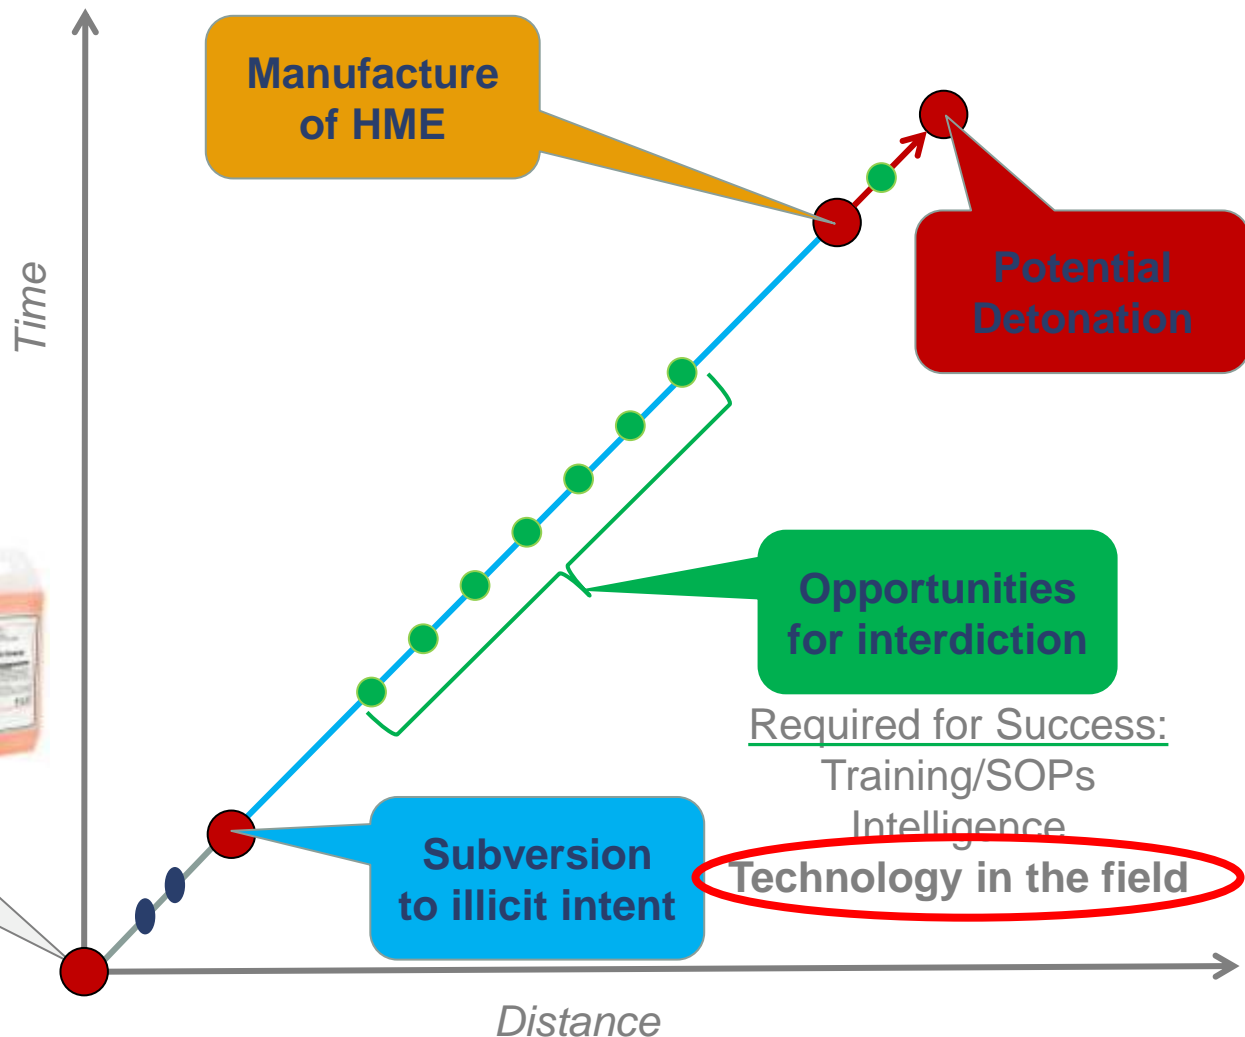 Manufacture
of HME
Time
Potential
Detonation
Opportunities
for interdiction
Required for Success:
Training/SOPs
Intelligence
Technology in the field
Subversion
to illicit intent
Distance